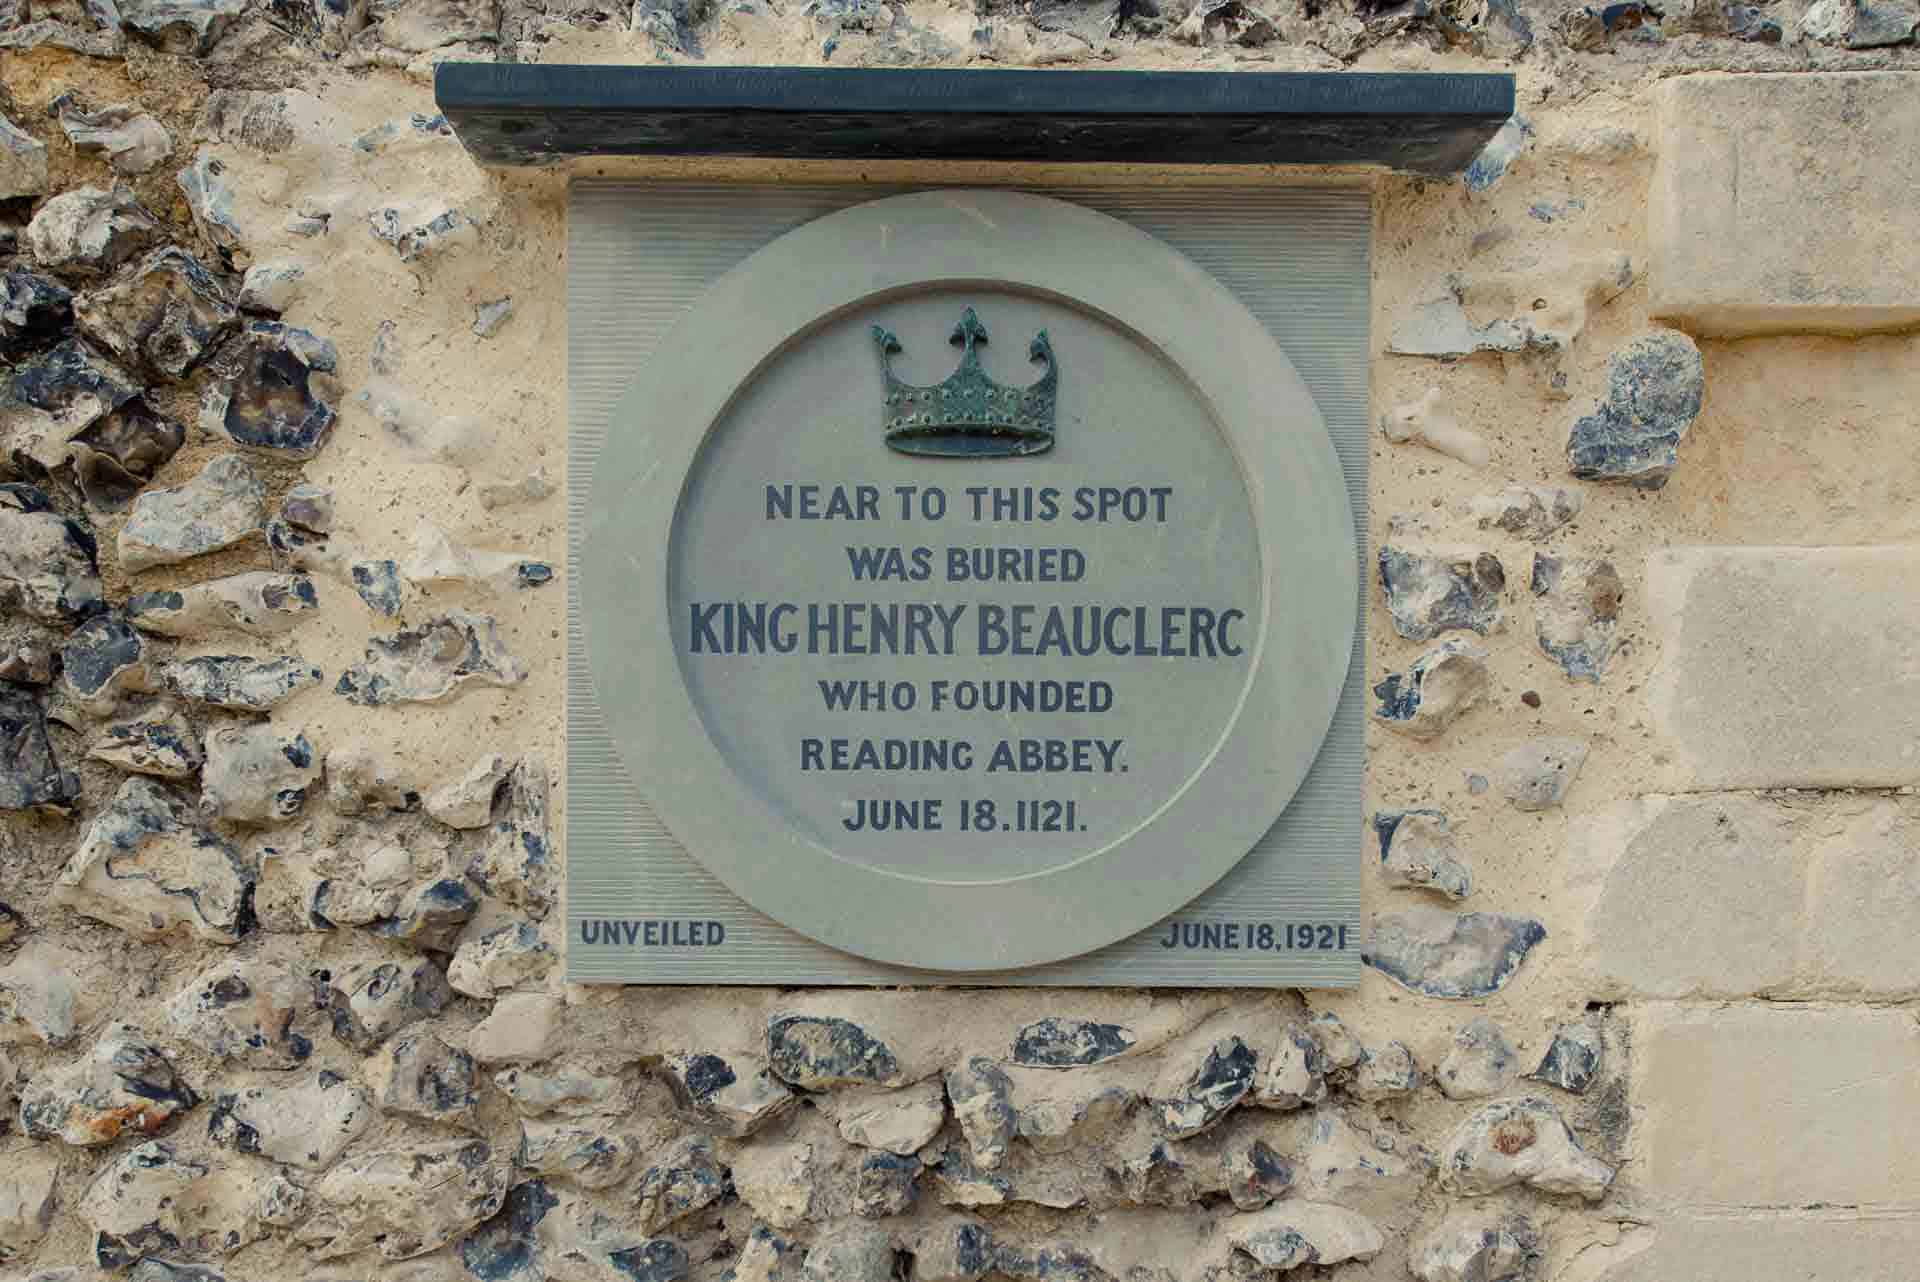 NEAR TO THIS SPOT
WAS BURIED
KING HENRY BEAUCLERC
WHO FOUNDED
READING ABBEY.
JUNE 18.1121.
UNVEILED
JUNE 18,1921